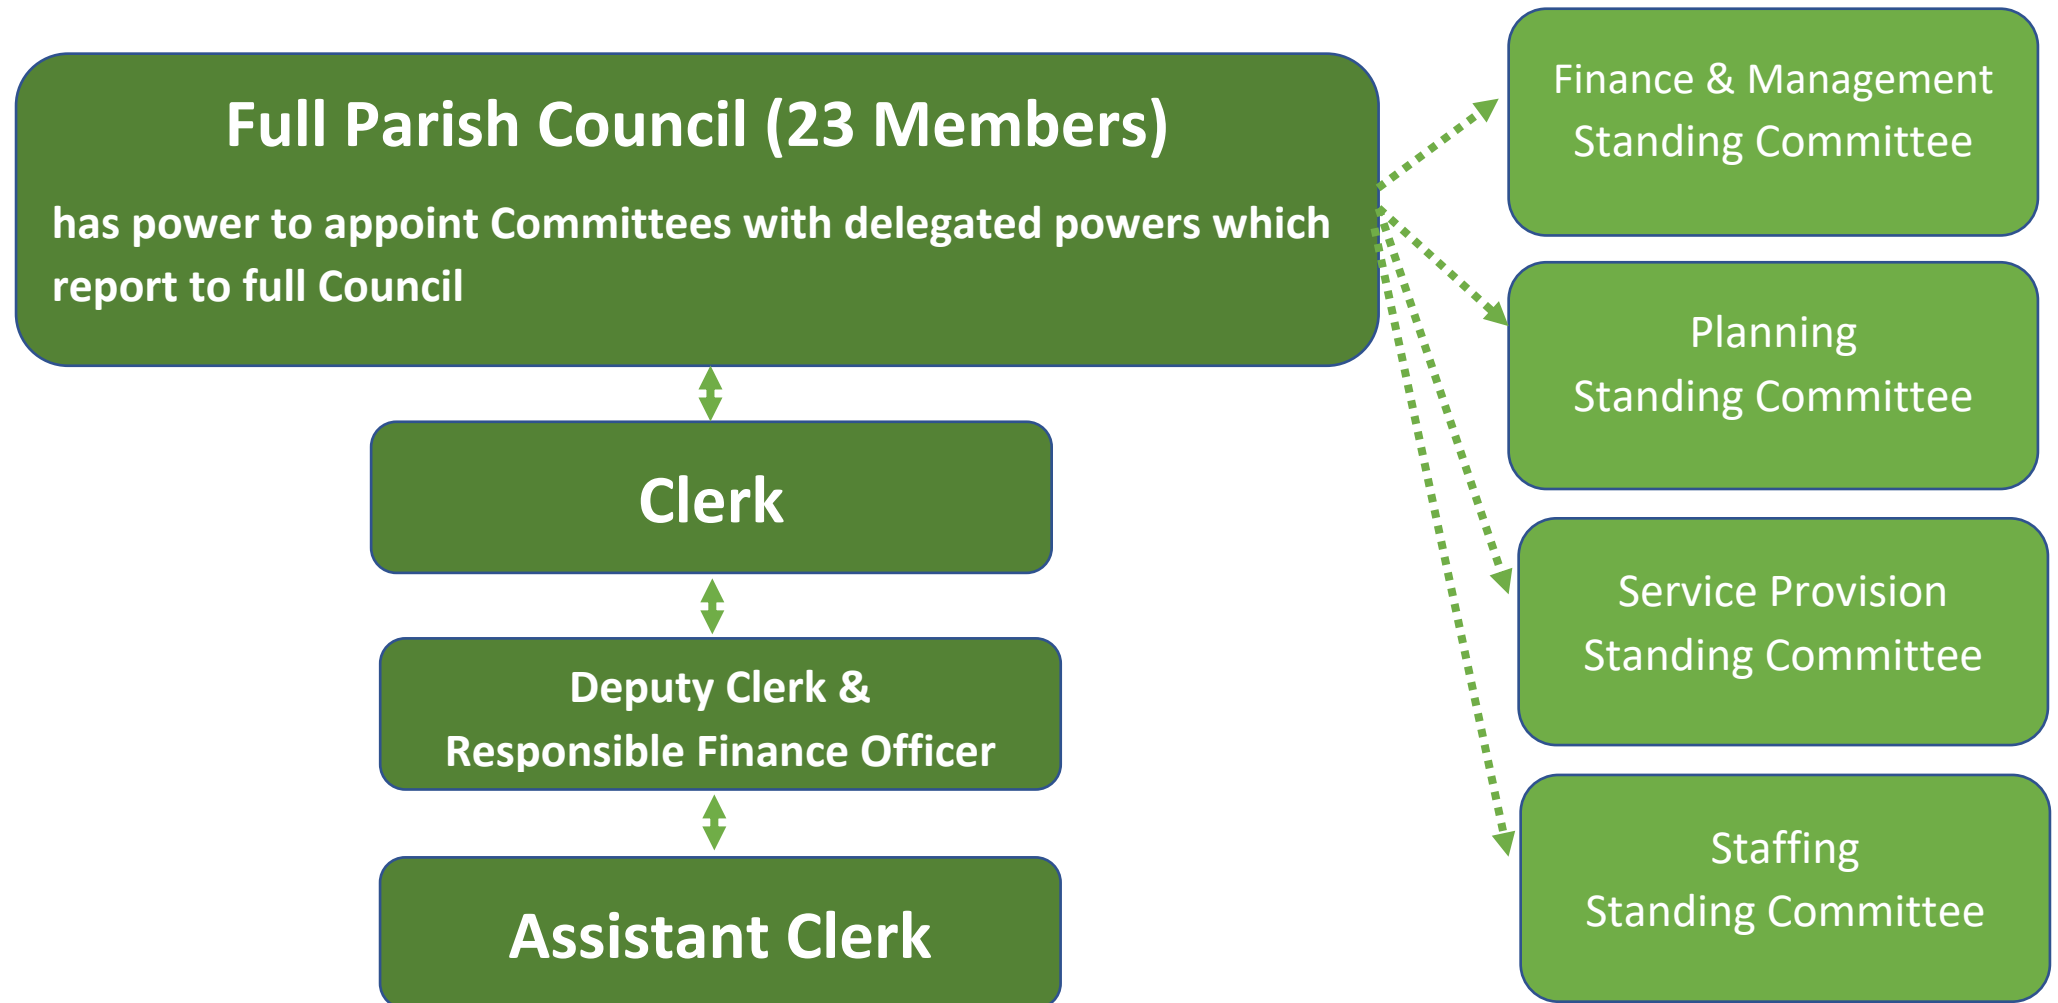 Full Parish Council (23 Members)
has power to appoint Committees with delegated powers which
report to full Council
Clerk
Deputy Clerk &
Responsible Finance Officer
Assistant Clerk
Finance & Management
Standing Committee
Planning
Standing Committee
Service Provision
Standing Committee
Staffing
Standing Committee